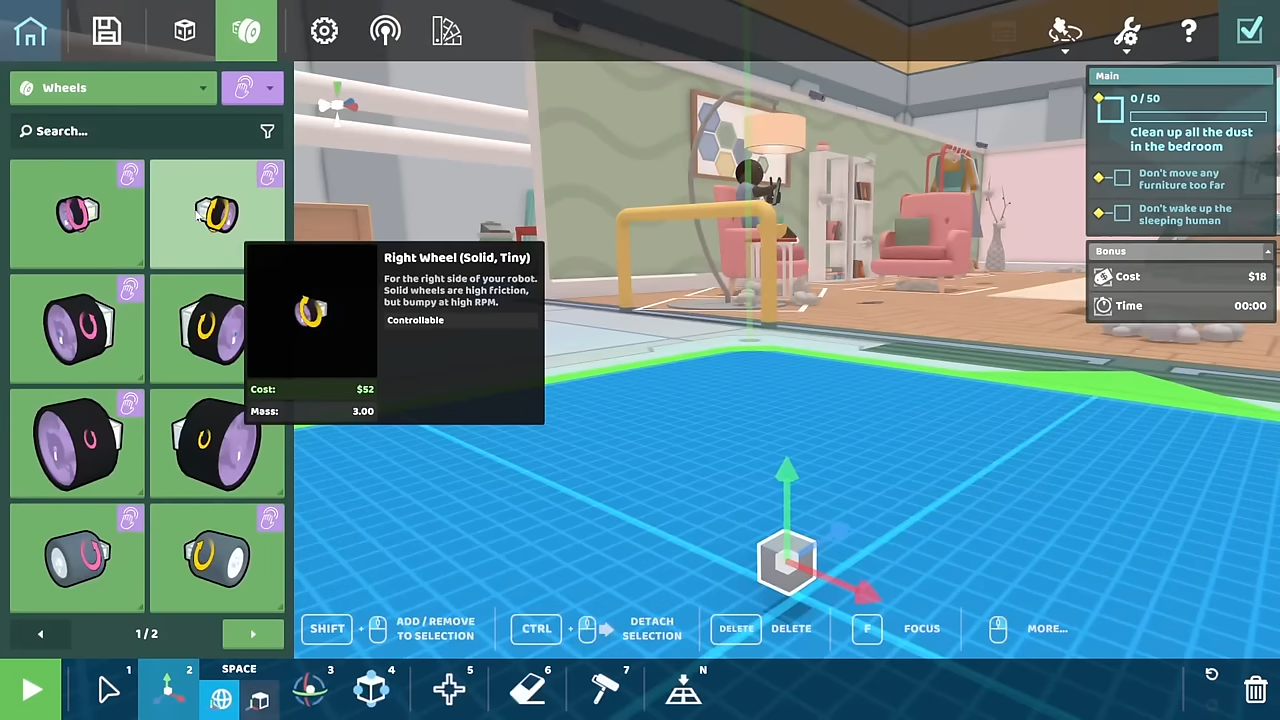 Wheels
Search...
Right Wheel (Solid, Tiny)
For the right side of your robot.
Solid wheels are high friction,
but bumpy at high RPM.
Controllable
Cost: $52
Mass: 3.00
1/2
Main
0 / 50
Clean up all the dust
in the bedroom
Don't move any
furniture too far
Don't wake up the
sleeping human
Bonus
Cost $18
Time 00:00
SHIFT + ADD / REMOVE
TO SELECTION
CTRL + DETACH
SELECTION
DELETE DELETE
F FOCUS
MORE...
1
2
SPACE
3
4
5
6
7
N